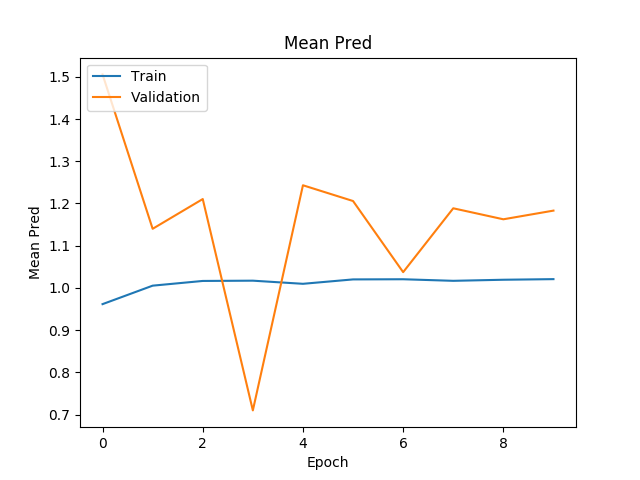 Mean Pred
Train
Validation
Mean Pred
1.5
1.4
1.3
1.2
1.1
1.0
0.9
0.8
0.7
0 2 4 6 8
Epoch